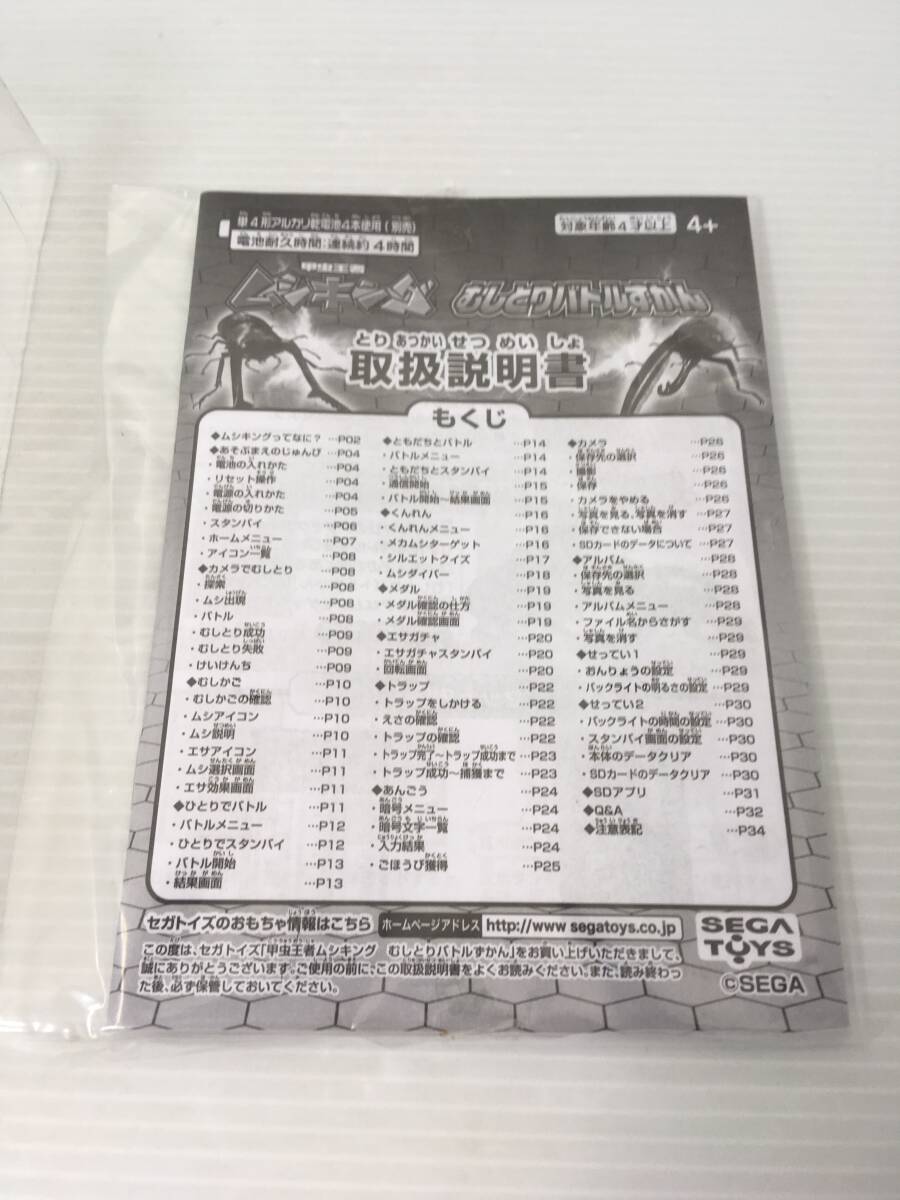 単4形アルカリ乾電池4本使用(別売)
電池耐久時間:連続約4時間
対象年齢4才以上 4+
甲虫王者
ムシキング むしとりバトルずかん
とり あつかい せつ めい しょ
取扱説明書
もくじ
◆ムシキングってなに? …P02
◆あそぶまえのじゅんび …P04
・電池の入れかた …P04
・リセット操作 …P04
・電源の入れかた …P04
・電源の切りかた …P05
・スタンバイ …P06
・ホームメニュー …P07
・アイコン一覧 …P08
◆カメラでむしとり …P08
・探索 …P08
・ムシ出現 …P08
・バトル …P08
・むしとり成功 …P09
・むしとり失敗 …P09
・けいけんち …P09
◆むしかご …P10
・むしかごの確認 …P10
・ムシアイコン …P10
・ムシ説明 …P10
・エサアイコン …P11
・ムシ選択画面 …P11
・エサ効果画面 …P11
◆ひとりでバトル …P11
・バトルメニュー …P12
・ひとりでスタンバイ …P12
・バトル開始 …P13
・結果画面 …P13
◆ともだちとバトル …P14
・バトルメニュー …P14
・ともだちとスタンバイ …P14
・通信開始 …P15
・バトル開始~結果画面 …P15
◆くんれん …P16
・くんれんメニュー …P16
・メカムシターゲット …P16
・シルエットクイズ …P17
・ムシダイバー …P18
◆メダル …P19
・メダル確認の仕方 …P19
・メダル確認画面 …P19
◆エサガチャ …P20
・エサガチャスタンバイ …P20
・回転画面 …P20
◆トラップ …P22
・トラップをしかける …P22
・えさの確認 …P22
・トラップの確認 …P22
・トラップ完了~トラップ成功まで …P23
・トラップ成功~捕獲まで …P23
◆あんごう …P24
・暗号メニュー …P24
・暗号文字一覧 …P24
・入力結果 …P24
・ごほうび獲得 …P25
◆カメラ …P26
・保存先の選択 …P26
・撮影 …P26
・保存 …P26
・カメラをやめる …P26
・写真を見る、写真を消す …P27
・保存できない場合 …P27
・SDカードのデータについて …P27
◆アルバム …P28
・保存先の選択 …P28
・写真を見る …P28
・アルバムメニュー …P28
・ファイル名からさがす …P29
・写真を消す …P29
◆せってい1 …P29
・おんりょうの設定 …P29
・バックライトの明るさの設定 …P29
◆せってい2 …P30
・バックライトの時間の設定 …P30
・スタンバイ画面の設定 …P30
・本体のデータクリア …P30
・SDカードのデータクリア …P30
◆SDアプリ …P31
◆Q&A …P32
◆注意表記 …P34
セガトイズのおもちゃ情報はこちら ホームページアドレス http://www.segatoys.co.jp
この度は、セガトイズ「甲虫王者ムシキング むしとりバトルずかん」をお買い上げいただきまして、
誠にありがとうございます。ご使用の前に、この取扱説明書をよくお読みください。また、読み終わっ
た後、必ず保管しておいてください。
SEGA
TOYS
©SEGA